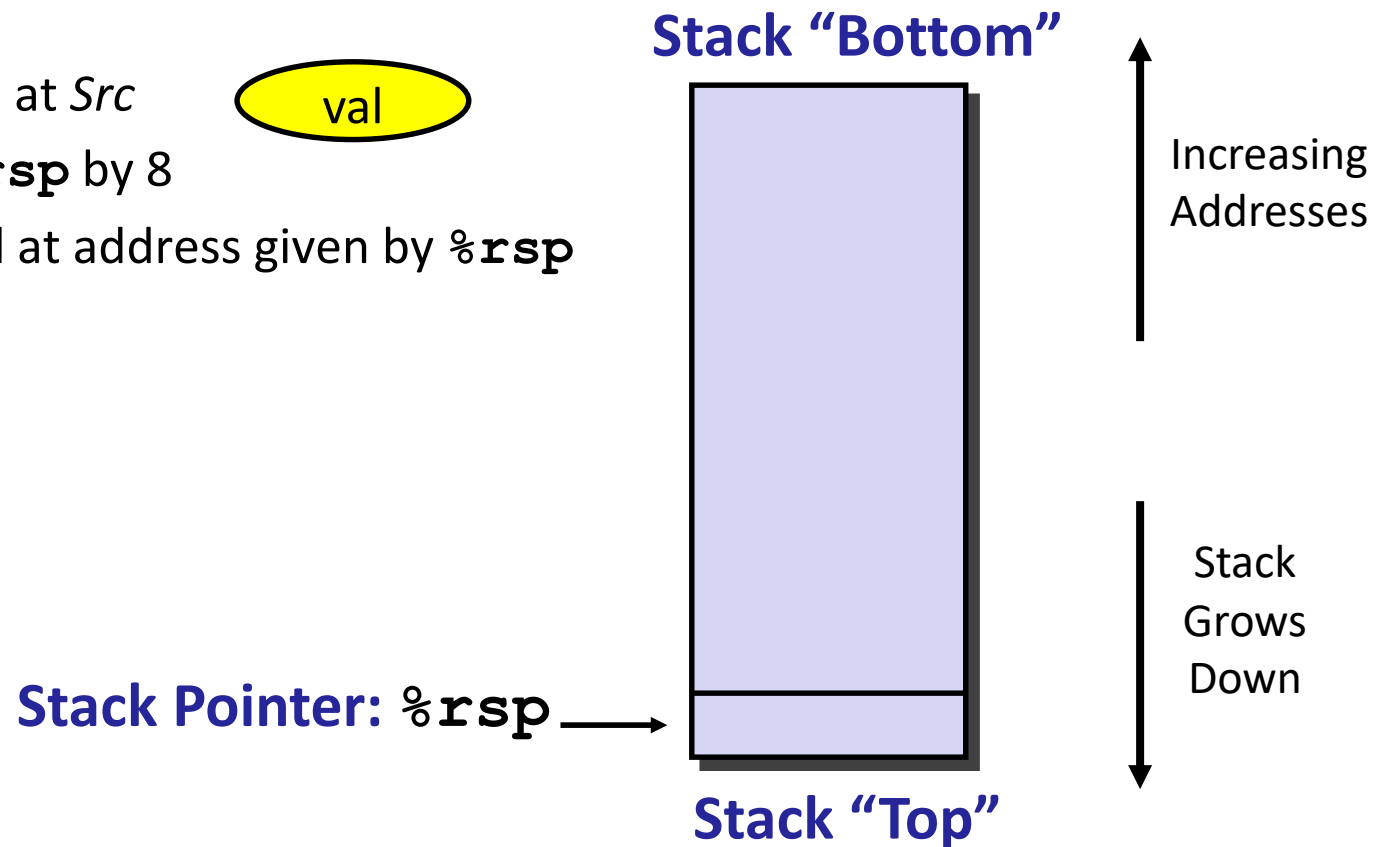 Stack “Bottom”
at Src
val
rsp by 8
at address given by %rsp
Increasing
Addresses
Stack
Grows
Down
Stack Pointer: %rsp
Stack “Top”